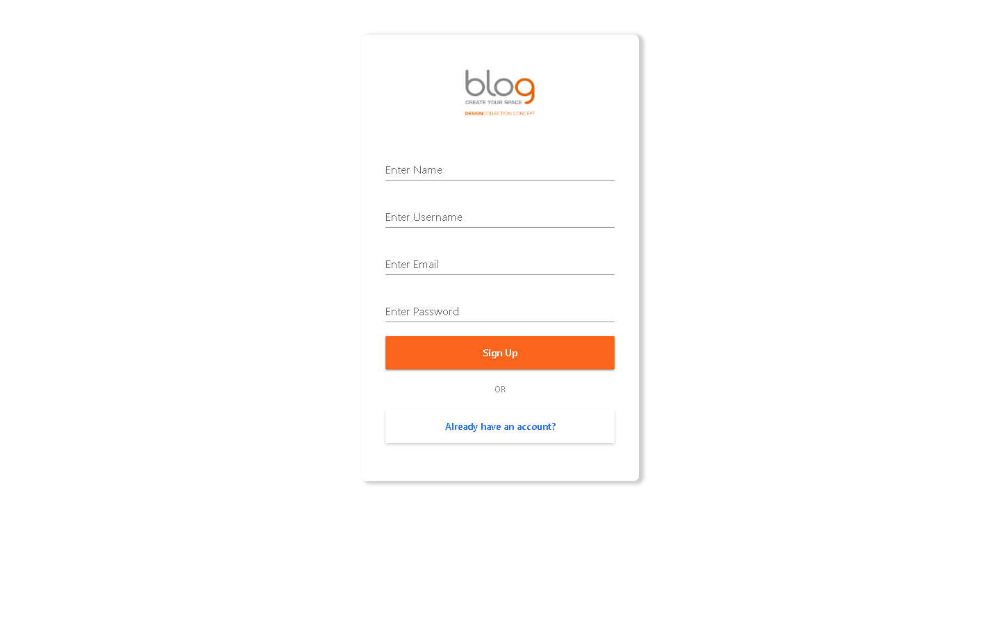 blog
CREATE YOUR SPACE
DESIGNCOLLECTION CONCEPT
Enter Name
Enter Username
Enter Email
Enter Password
Sign Up
OR
Already have an account?